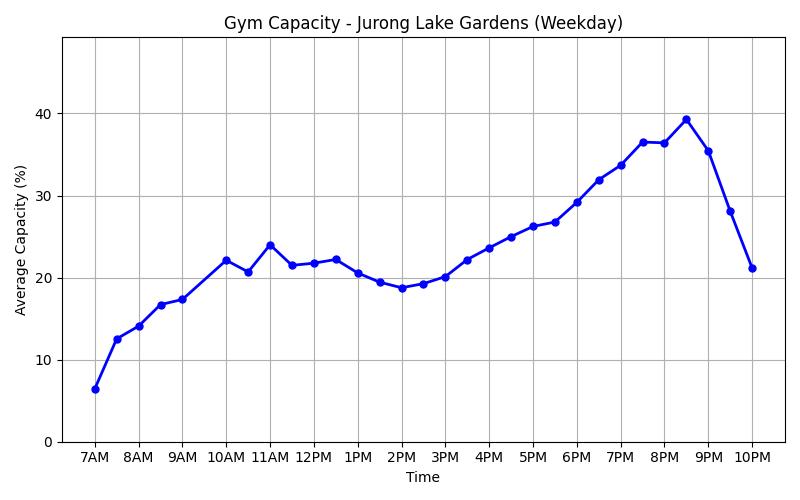 Gym Capacity - Jurong Lake Gardens (Weekday)
Average Capacity (%)
40
30
20
10
0
7AM 8AM 9AM 10AM 11AM 12PM 1PM 2PM 3PM 4PM 5PM 6PM 7PM 8PM 9PM 10PM
Time